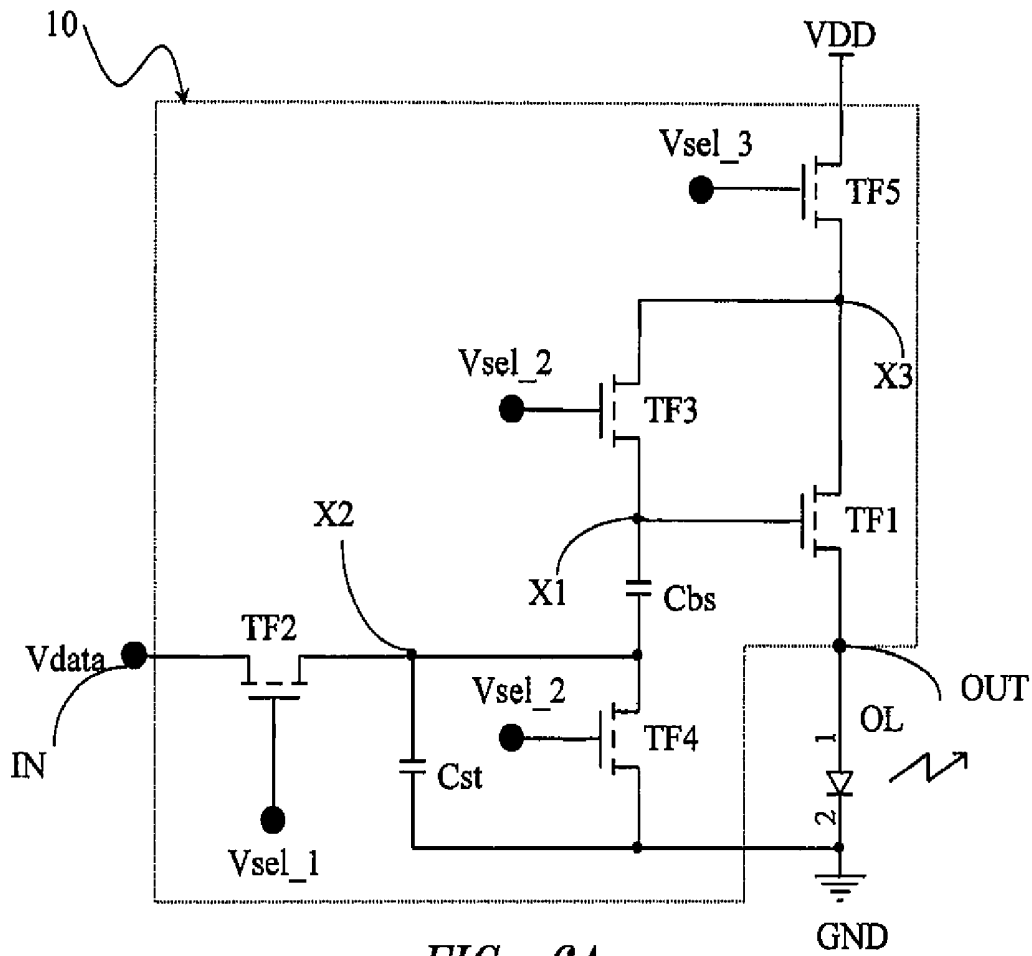 10
VDD
Vsel_3
TF5
X3
Vsel_2
TF3
X2
TF1
X1
Cbs
TF2
Vdata
Vsel_2
OUT
OL
IN
TF4
1
Cst
2
Vsel_1
GND